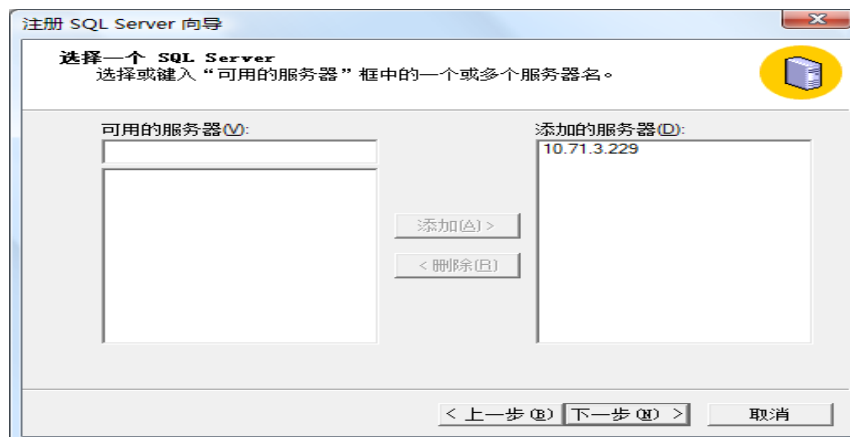 注册 SQL Server 向导
选择一个 SQL Server
选择或键入“可用的服务器”框中的一个或多个服务器名。
可用的服务器(V):
添加的服务器(D):
10.71.3.229
添加(A) >
< 删除(R)
< 上一步(B)
下一步(N) >
取消